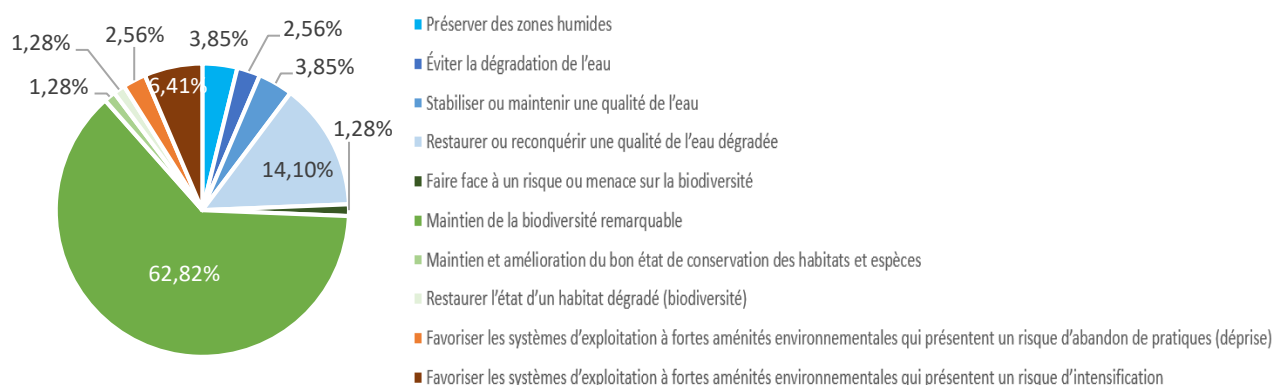 1,28%
2,56%
3,85%
2,56%
1,28%
6,41%
3,85%
1,28%
14,10%
62,82%
Préserver des zones humides
Éviter la dégradation de l'eau
Stabiliser ou maintenir une qualité de l'eau
Restaurer ou reconquérir une qualité de l'eau dégradée
Faire face à un risque ou menace sur la biodiversité
Maintien de la biodiversité remarquable
Maintien et amélioration du bon état de conservation des habitats et espèces
Restaurer l'état d'un habitat dégradé (biodiversité)
Favoriser les systèmes d'exploitation à fortes aménités environnementales qui présentent un risque d'abandon de pratiques (déprise)
Favoriser les systèmes d'exploitation à fortes aménités environnementales qui présentent un risque d'intensification